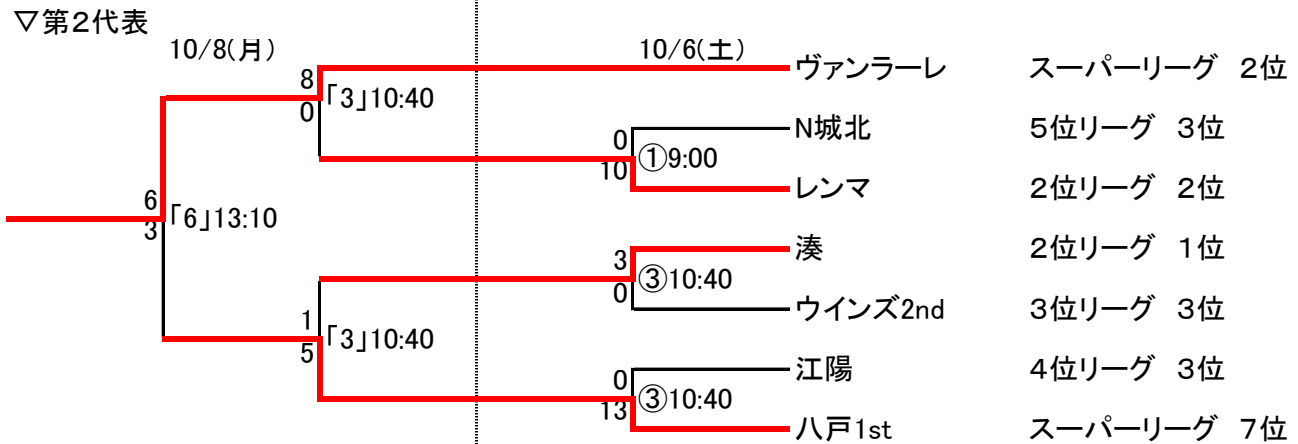 ▽第2代表
10/8(月) 10/6(土)
ヴァンラーレ スーパーリーグ 2位
8
「3」10:40
0
N城北 5位リーグ 3位
0
①9:00
10
レンマ 2位リーグ 2位
6
「6」13:10
3
湊 2位リーグ 1位
3
③10:40
0
ウインズ2nd 3位リーグ 3位
1
「3」10:40
5
江陽 4位リーグ 3位
0
③10:40
13
八戸1st スーパーリーグ 7位